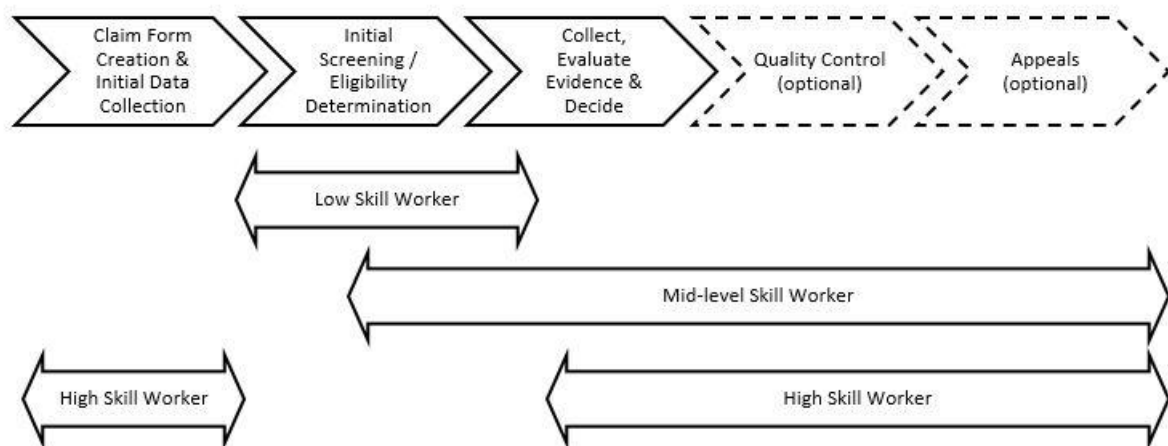 Claim Form
Creation &
Initial Data
Collection
Initial
Screening /
Eligibility
Determination
Collect,
Evaluate
Evidence &
Decide
Quality Control
(optional)
Appeals
(optional)
Low Skill Worker
Mid-level Skill Worker
High Skill Worker
High Skill Worker